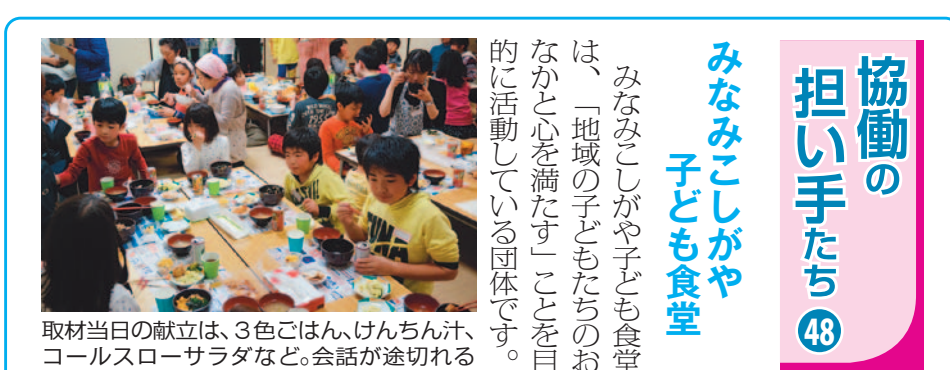 協働の
担い手たち48
みなみこしがや
子ども食堂
みなみこしがや子ども食堂
は、「地域の子どもたちのお
なかと心を満たす」ことを目
的に活動している団体です。
取材当日の献立は、3色ごはん、けんちん汁、
コールスローサラダなど。会話が途切れる